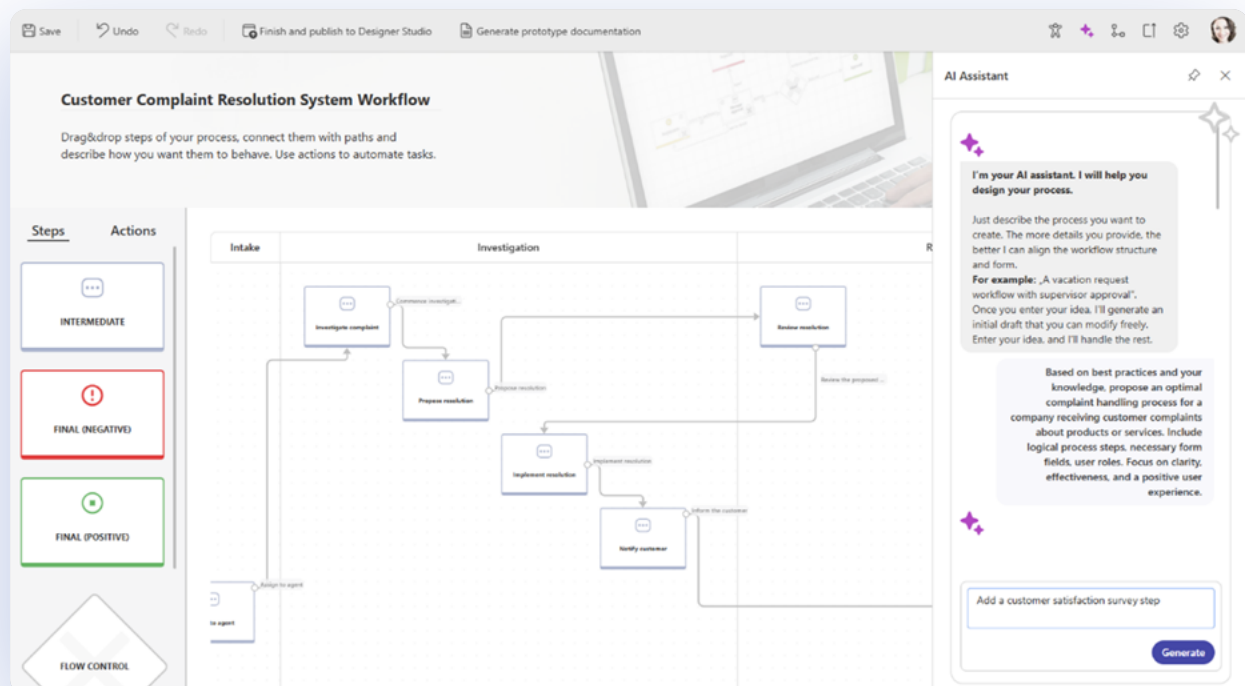 Save
Undo
Redo
Finish and publish to Designer Studio
Generate prototype documentation
Customer Complaint Resolution System Workflow
Drag&drop steps of your process, connect them with paths and
describe how you want them to behave. Use actions to automate tasks.
Steps
Actions
INTERMEDIATE
FINAL (NEGATIVE)
FINAL (POSITIVE)
FLOW CONTROL
Intake
Investigation
R
Investigate complaint
Commence investigat...
Propose resolution
Propose resolution
Review resolution
Review the proposed ...
Implement resolution
Implement resolution
Notify customer
Inform the customer
Assign to agent
to agent
AI Assistant
I'm your AI assistant. I will help you
design your process.
Just describe the process you want to
create. The more details you provide, the
better I can align the workflow structure
and form.
For example: „A vacation request
workflow with supervisor approval".
Once you enter your idea, I'll generate an
initial draft that you can modify freely.
Enter your idea, and I'll handle the rest.
Based on best practices and your
knowledge, propose an optimal
complaint handling process for a
company receiving customer complaints
about products or services. Include
logical process steps, necessary form
fields, user roles. Focus on clarity,
effectiveness, and a positive user
experience.
Add a customer satisfaction survey step
Generate